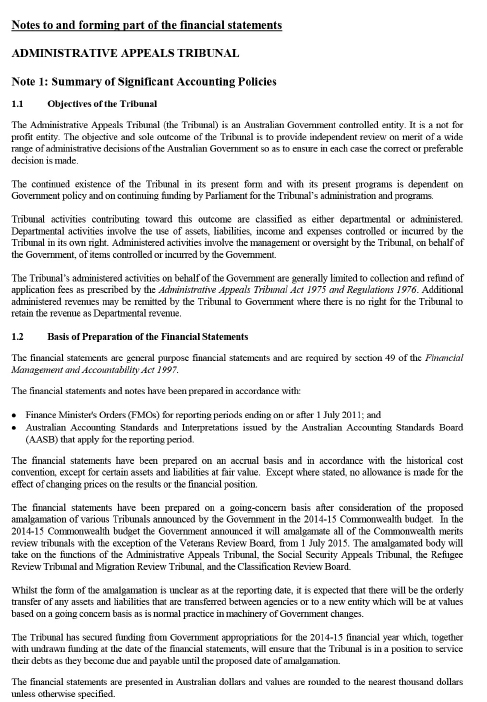 Notes to and forming part of the financial statements
ADMINISTRATIVE APPEALS TRIBUNAL
Note 1: Summary of Significant Accounting Policies
1.1 Objectives of the Tribunal
The Administrative Appeals Tribunal (the Tribunal) is an Australian Government controlled entity. It is a not for
profit entity. The objective and sole outcome of the Tribunal is to provide independent review on merit of a wide
range of administrative decisions of the Australian Government so as to ensure in each case the correct or preferable
decision is made.
The continued existence of the Tribunal in its present form and with its present programs is dependent on
Government policy and on continuing funding by Parliament for the Tribunal's administration and programs.
Tribunal activities contributing toward this outcome are classified as either departmental or administered.
Departmental activities involve the use of assets, liabilities, income and expenses controlled or incurred by the
Tribunal in its own right. Administered activities involve the management or oversight by the Tribunal, on behalf of
the Government, of items controlled or incurred by the Government.
The Tribunal's administered activities on behalf of the Government are generally limited to collection and refund of
application fees as prescribed by the Administrative Appeals Tribunal Act 1975 and Regulations 1976. Additional
administered revenues may be remitted by the Tribunal to Government where there is no right for the Tribunal to
retain the revenue as Departmental revenue.
1.2 Basis of Preparation of the Financial Statements
The financial statements are general purpose financial statements and are required by section 49 of the Financial
Management and Accountability Act 1997.
The financial statements and notes have been prepared in accordance with:
• Finance Minister's Orders (FMOs) for reporting periods ending on or after 1 July 2011; and
• Australian Accounting Standards and Interpretations issued by the Australian Accounting Standards Board
(AASB) that apply for the reporting period.
The financial statements have been prepared on an accrual basis and in accordance with the historical cost
convention, except for certain assets and liabilities at fair value. Except where stated, no allowance is made for the
effect of changing prices on the results or the financial position.
The financial statements have been prepared on a going-concern basis after consideration of the proposed
amalgamation of various Tribunals announced by the Government in the 2014-15 Commonwealth budget. In the
2014-15 Commonwealth budget the Government announced it will amalgamate all of the Commonwealth merits
review tribunals with the exception of the Veterans Review Board, from 1 July 2015. The amalgamated body will
take on the functions of the Administrative Appeals Tribunal, the Social Security Appeals Tribunal, the Refugee
Review Tribunal and Migration Review Tribunal, and the Classification Review Board.
Whilst the form of the amalgamation is unclear as at the reporting date, it is expected that there will be the orderly
transfer of any assets and liabilities that are transferred between agencies or to a new entity which will be at values
based on a going concern basis as is normal practice in machinery of Government changes.
The Tribunal has secured funding from Government appropriations for the 2014-15 financial year which, together
with undrawn funding at the date of the financial statements, will ensure that the Tribunal is in a position to service
their debts as they become due and payable until the proposed date of amalgamation.
The financial statements are presented in Australian dollars and values are rounded to the nearest thousand dollars
unless otherwise specified.